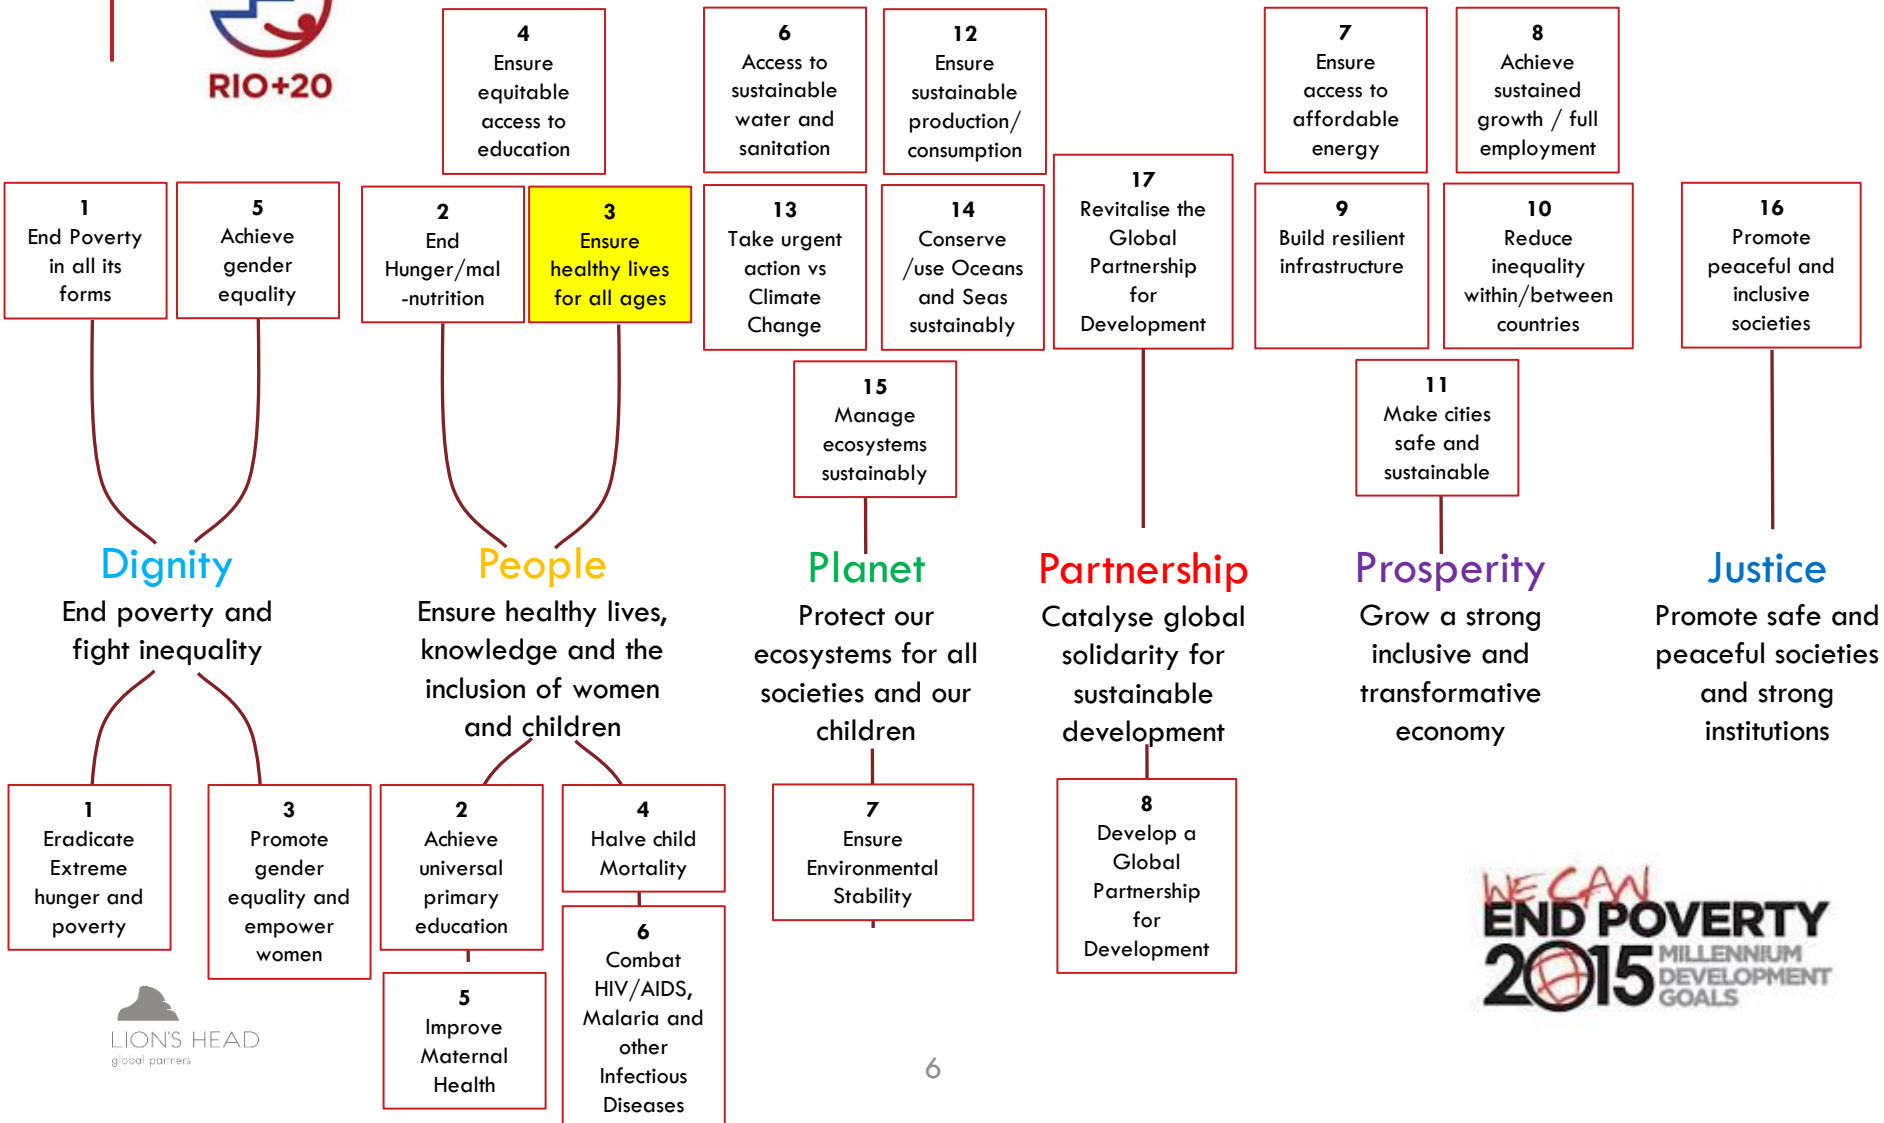 RIO+20
4
Ensure
equitable
access to
education
6
Access to
sustainable
water and
sanitation
12
Ensure
sustainable
production/
consumption
7
Ensure
access to
affordable
energy
8
Achieve
sustained
growth / full
employment
1
End Poverty
in all its
forms
5
Achieve
gender
equality
2
End
Hunger/mal
-nutrition
3
Ensure
healthy lives
for all ages
13
Take urgent
action vs
Climate
Change
14
Conserve
/use Oceans
and Seas
sustainably
17
Revitalise the
Global
Partnership
for
Development
9
Build resilient
infrastructure
10
Reduce
inequality
within/between
countries
16
Promote
peaceful and
inclusive
societies
15
Manage
ecosystems
sustainably
11
Make cities
safe and
sustainable
Dignity
End poverty and
fight inequality
People
Ensure healthy lives,
knowledge and the
inclusion of women
and children
Planet
Protect our
ecosystems for all
societies and our
children
Partnership
Catalyse global
solidarity for
sustainable
development
Prosperity
Grow a strong
inclusive and
transformative
economy
Justice
Promote safe and
peaceful societies
and strong
institutions
1
Eradicate
Extreme
hunger and
poverty
3
Promote
gender
equality and
empower
women
2
Achieve
universal
primary
education
4
Halve child
Mortality
7
Ensure
Environmental
Stability
8
Develop a
Global
Partnership
for
Development
5
Improve
Maternal
Health
6
Combat
HIV/AIDS,
Malaria and
other
Infectious
Diseases
WE CAN
END POVERTY
2015 MILLENNIUM
DEVELOPMENT
GOALS
LION'S HEAD
global partners
6